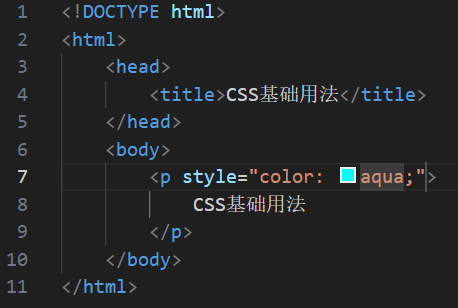 1 <!DOCTYPE html>
2 <html>
3     <head>
4         <title>CSS基础用法</title>
5     </head>
6     <body>
7         <p style="color: aqua;">
8             CSS基础用法
9         </p>
10     </body>
11 </html>